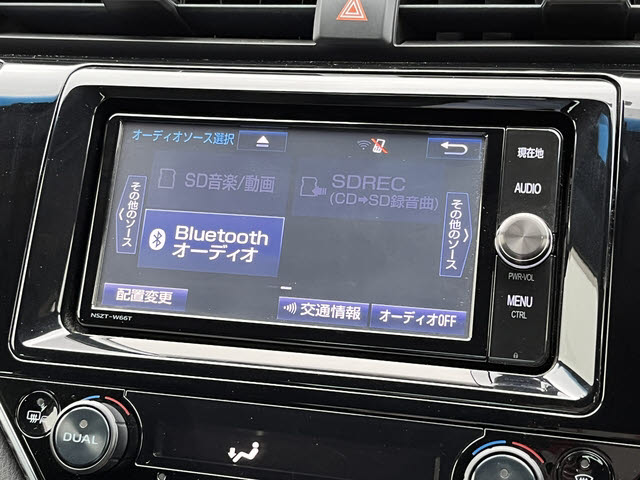 オーディオソース選択
現在地
SD音楽/動画
SDREC
(CD➡SD録音曲)
AUDIO
その他のソース
その他のソース
Bluetooth
オーディオ
PWR·VOL
配置変更
交通情報
オーディオOFF
MENU
CTRL
NSZT-W66T
DUAL